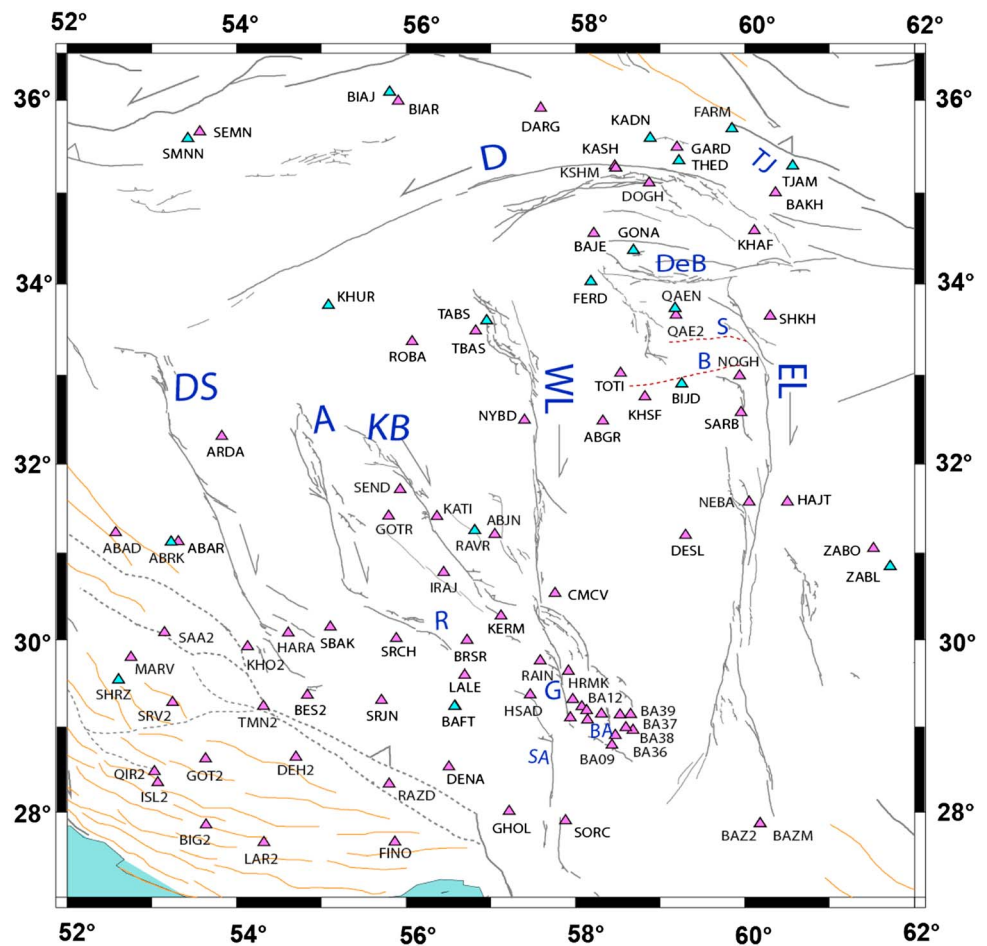 52° 54° 56° 58° 60° 62°
36° 36°
BIAJ
BIAR
DARG
FARM
KADN
SEMN
SMNN
GARD
KASH
THED
TJ
D
KSHM
TJAM
DOGH
BAKH
GONA
BAJE
KHAF
34° 34°
DeB
FERD
KHUR
QAEN
TABS
SHKH
QAE2
S
TBAS
ROBA
B
NOGH
DS
WL
EL
TOTI
BIJD
KHSF
A
KB
NYBD
ABGR
SARB
ARDA
32° 32°
SEND
KATI
NEBA
HAJT
GOTR
ABJN
RAVR
DESL
ABAD
ABRK
ABAR
ZABO
ZABL
IRAJ
CMCV
R
KERM
30° 30°
SAA2
HARA
SBAK
SRCH
BRSR
KHO2
MARV
RAIN
HRMK
LALE
SHRZ
G
BA12
SRV2
TMN2
BES2
SRJN
BAFT
HSAD
BA39
BA37
BA
BA38
BA36
BA09
SA
QIR2
ISL2
GOT2
DEH2
DENA
RAZD
28° 28°
BIG2
GHOL
SORC
BAZ2
BAZM
LAR2
FINO
52° 54° 56° 58° 60° 62°